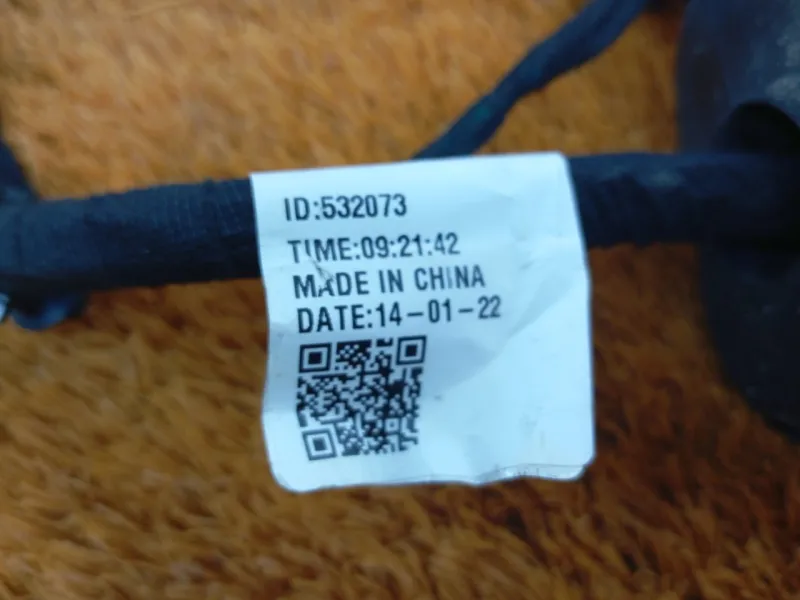 ID:532073
TIME:09:21:42
MADE IN CHINA
DATE:14-01-22